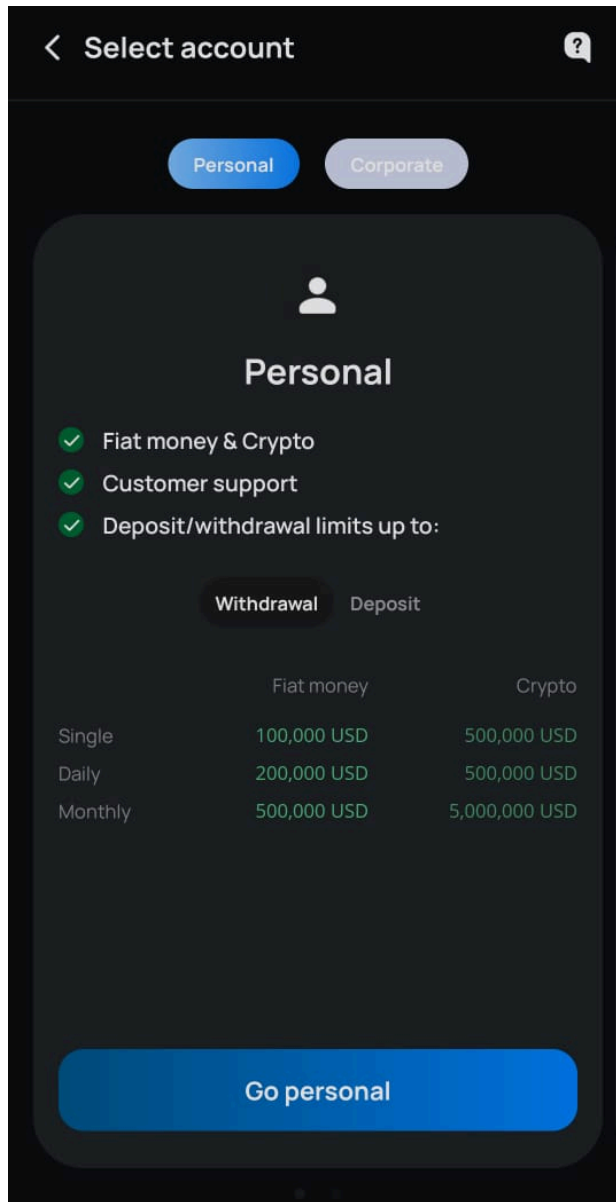 Select account
Personal Corporate
Personal
Fiat money & Crypto
Customer support
Deposit/withdrawal limits up to:
Withdrawal Deposit
Fiat money Crypto
Single 100,000 USD 500,000 USD
Daily 200,000 USD 500,000 USD
Monthly 500,000 USD 5,000,000 USD
Go personal